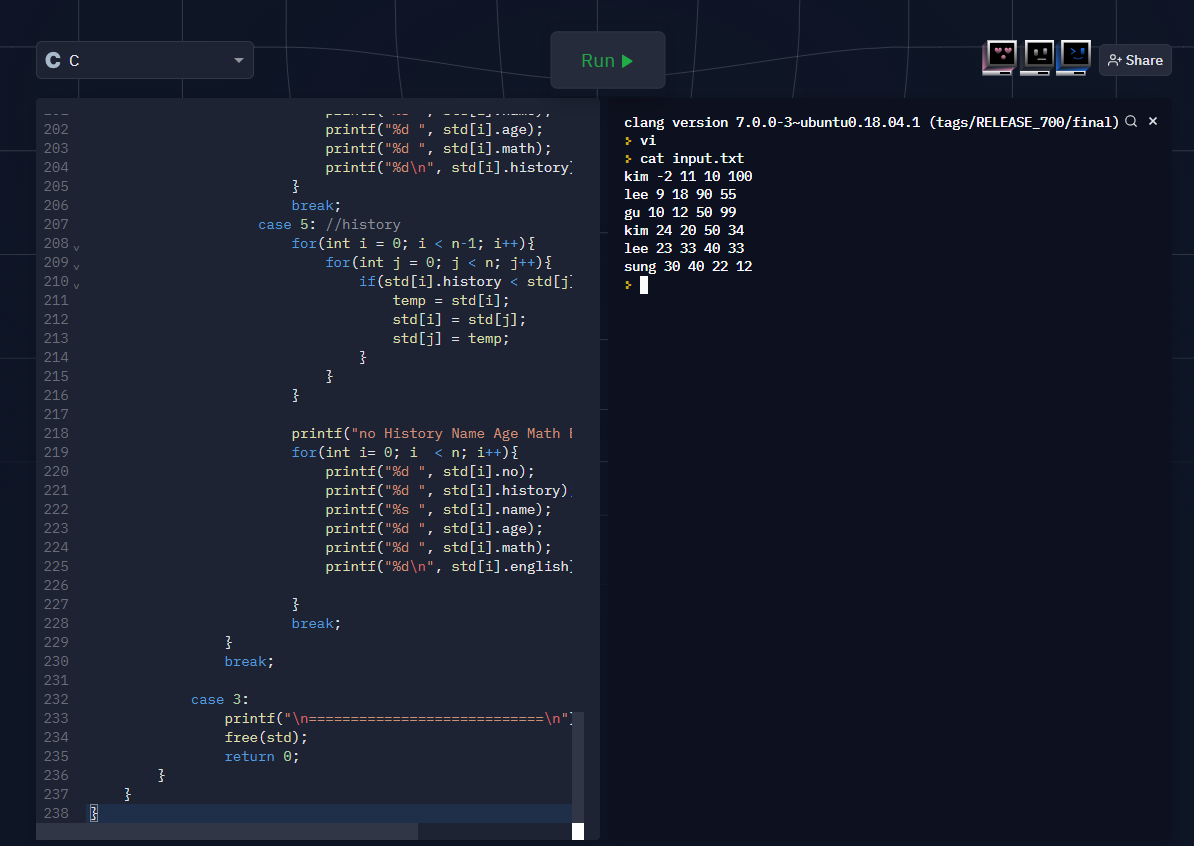 C C
Run
Share
202 printf("%d ", std[i].age);
203 printf("%d ", std[i].math);
204 printf("%d\n", std[i].history)
205 }
206 break;
207 case 5: //history
208 for(int i = 0; i < n-1; i++){
209 for(int j = 0; j < n; j++){
210 if(std[i].history < std[j]
211 temp = std[i];
212 std[i] = std[j];
213 std[j] = temp;
214 }
215 }
216 }
217
218 printf("no History Name Age Math E
219 for(int i= 0; i  < n; i++){
220 printf("%d ", std[i].no);
221 printf("%d ", std[i].history)
222 printf("%s ", std[i].name);
223 printf("%d ", std[i].age);
224 printf("%d ", std[i].math);
225 printf("%d\n", std[i].english)
226
227 }
228 break;
229 }
230 break;
231
232 case 3:
233 printf("\n============================\n")
234 free(std);
235 return 0;
236 }
237 }
238 }
clang version 7.0.0-3~ubuntu0.18.04.1 (tags/RELEASE_700/final)
> vi
> cat input.txt
kim -2 11 10 100
lee 9 18 90 55
gu 10 12 50 99
kim 24 20 50 34
lee 23 33 40 33
sung 30 40 22 12
>